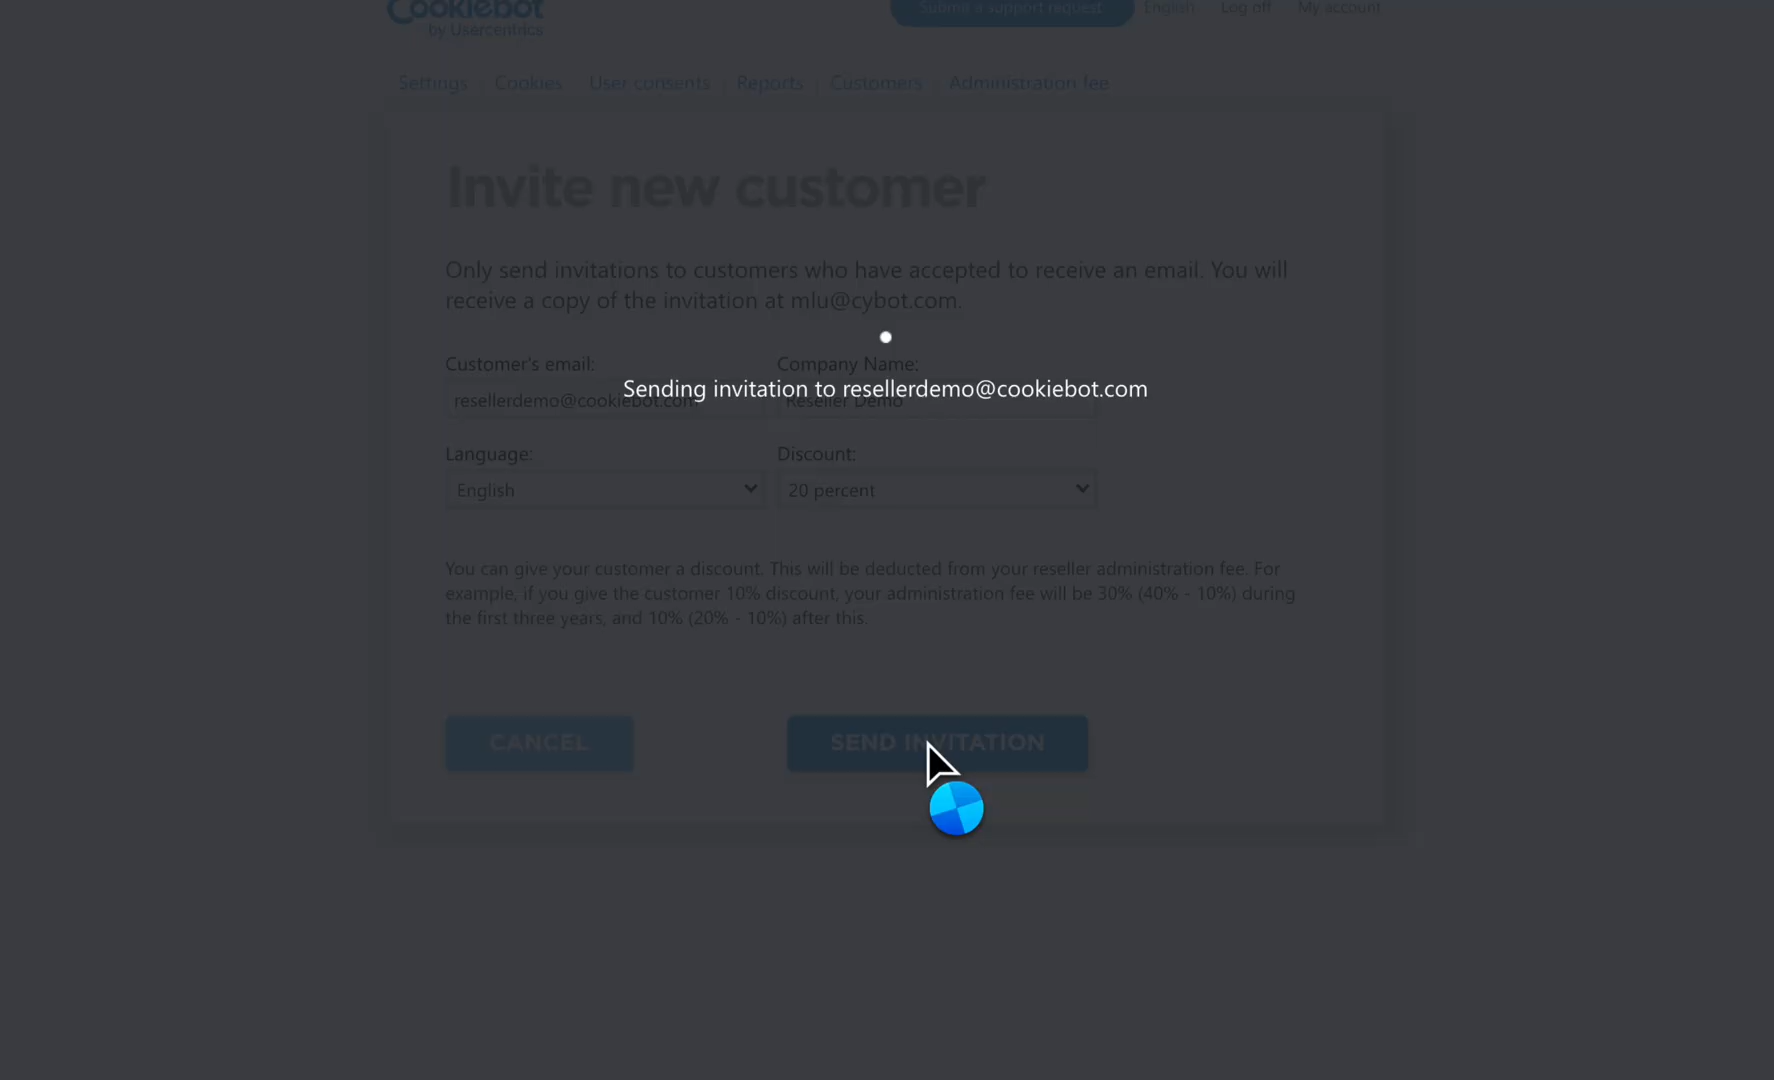 Cookiebot
by Usercentrics
Submit a support request English Log off My account
Settings Cookies User consents Reports Customers Administration fee
Invite new customer
Only send invitations to customers who have accepted to receive an email. You will
receive a copy of the invitation at mlu@cybot.com.
Customer's email: Company Name:
Sending invitation to resellerdemo@cookiebot.com
resellerdemo@cookiebot.com Reseller Demo
Language: Discount:
English 20 percent
You can give your customer a discount. This will be deducted from your reseller administration fee. For
example, if you give the customer 10% discount, your administration fee will be 30% (40% - 10%) during
the first three years, and 10% (20% - 10%) after this.
CANCEL SEND INVITATION